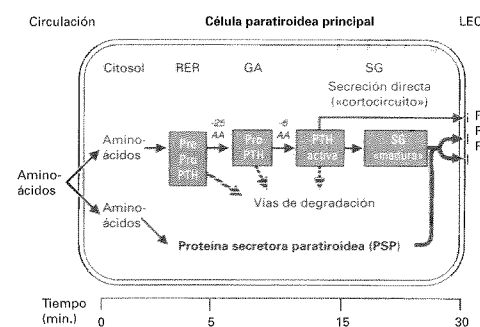 Circulación
Célula paratiroidea principal
LEC
Citosol RER GA SG
Secreción directa
(«cortocircuito»)
-25
AA
-6
AA
Amino-
ácidos
Pre
Pro
PTH
Pro
PTH
PTH
activa
SG
«madura»
Amino-
ácidos
Vías de degradación
Amino-
ácidos
Proteína secretora paratiroidea (PSP)
Tiempo
(min.)
0 5 15 30